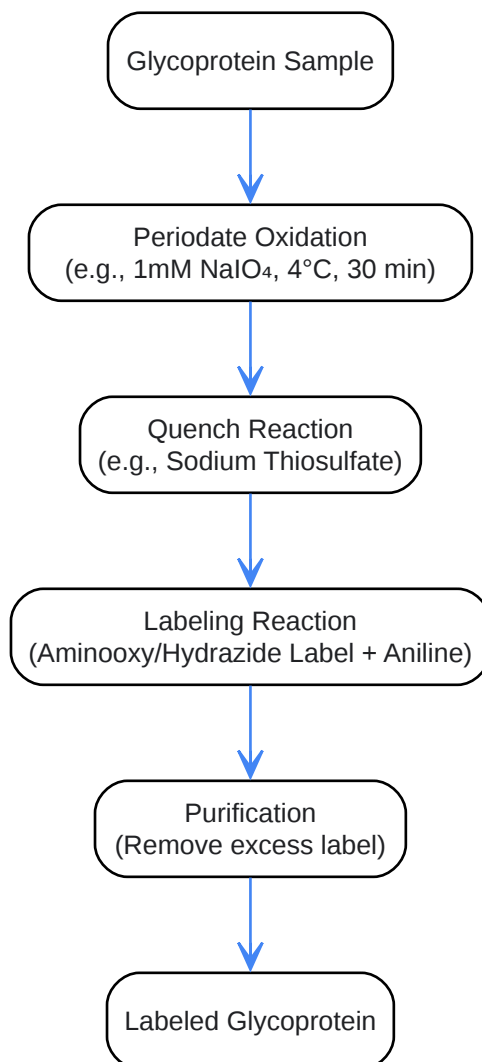 Glycoprotein Sample
Periodate Oxidation
(e.g., 1mM NaIO₄, 4°C, 30 min)
Quench Reaction
(e.g., Sodium Thiosulfate)
Labeling Reaction
(Aminooxy/Hydrazide Label + Aniline)
Purification
(Remove excess label)
Labeled Glycoprotein